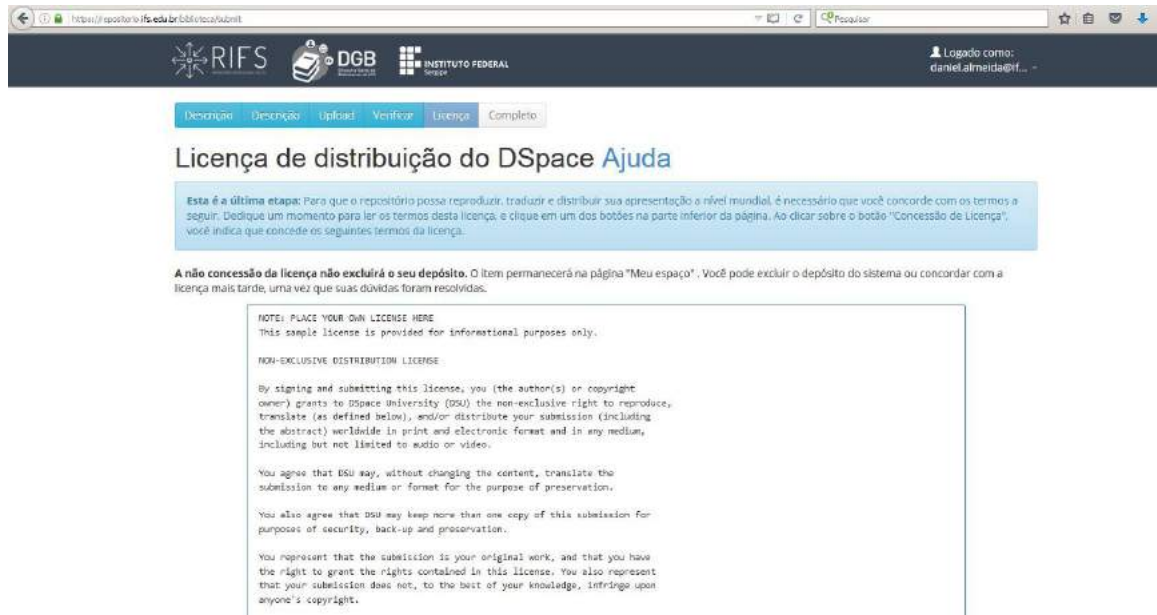 https://repositorio.ifs.edu.br/biblioteca/submit
Pesquisar
RIFS
DGB
INSTITUTO FEDERAL
Sergipe
Logado como:
daniel.almeida@if...
Descrição Descrição Upload Verificar Licença Completo
Licença de distribuição do DSpace Ajuda
Esta é a última etapa: Para que o repositório possa reproduzir, traduzir e distribuir sua apresentação a nível mundial, é necessário que você concorde com os termos a
seguir. Dedique um momento para ler os termos desta licença, e clique em um dos botões na parte inferior da página. Ao clicar sobre o botão "Concessão de Licença",
você indica que concede os seguintes termos da licença.
A não concessão da licença não excluirá o seu depósito. O item permanecerá na página "Meu espaço" . Você pode excluir o depósito do sistema ou concordar com a
licença mais tarde, uma vez que suas dúvidas foram resolvidas.
NOTE: PLACE YOUR OWN LICENSE HERE
This sample license is provided for informational purposes only.
NON-EXCLUSIVE DISTRIBUTION LICENSE
By signing and submitting this license, you (the author(s) or copyright
owner) grants to DSpace University (DSU) the non-exclusive right to reproduce,
translate (as defined below), and/or distribute your submission (including
the abstract) worldwide in print and electronic format and in any medium,
including but not limited to audio or video.
You agree that DSU may, without changing the content, translate the
submission to any medium or format for the purpose of preservation.
You also agree that DSU may keep more than one copy of this submission for
purposes of security, back-up and preservation.
You represent that the submission is your original work, and that you have
the right to grant the rights contained in this license. You also represent
that your submission does not, to the best of your knowledge, infringe upon
anyone's copyright.